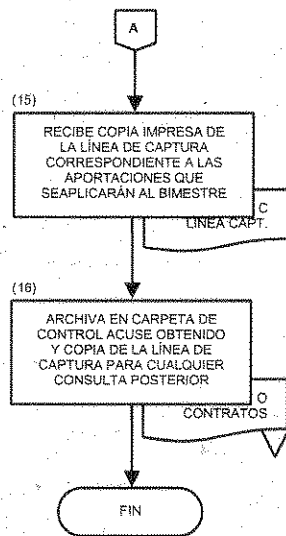 A
(15)
RECIBE COPIA IMPRESA DE
LA LÍNEA DE CAPTURA
CORRESPONDIENTE A LAS
APORTACIONES QUE
SEAPLICARÁN AL BIMESTRE
C
LINEA CAPT.
(16)
ARCHIVA EN CARPETA DE
CONTROL ACUSE OBTENIDO
Y COPIA DE LA LÍNEA DE
CAPTURA PARA CUALQUIER
CONSULTA POSTERIOR
O
CONTRATOS
FIN